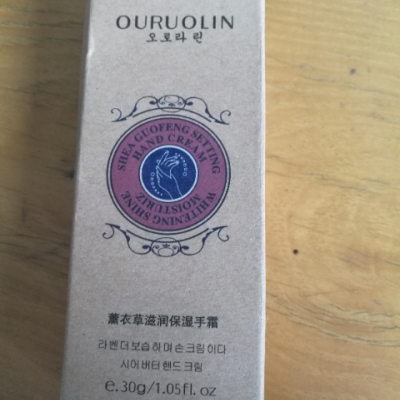 OURUOLIN
오로라 린
SHEA GUOFENG SETTING
HAND CREAM
MOISTURIZ
WHITENING SHINE
薰衣草滋润保湿手霜
라벤더 보습하며 손크림이다
시어버터 핸드크림
e.30g/1.05fl.oz